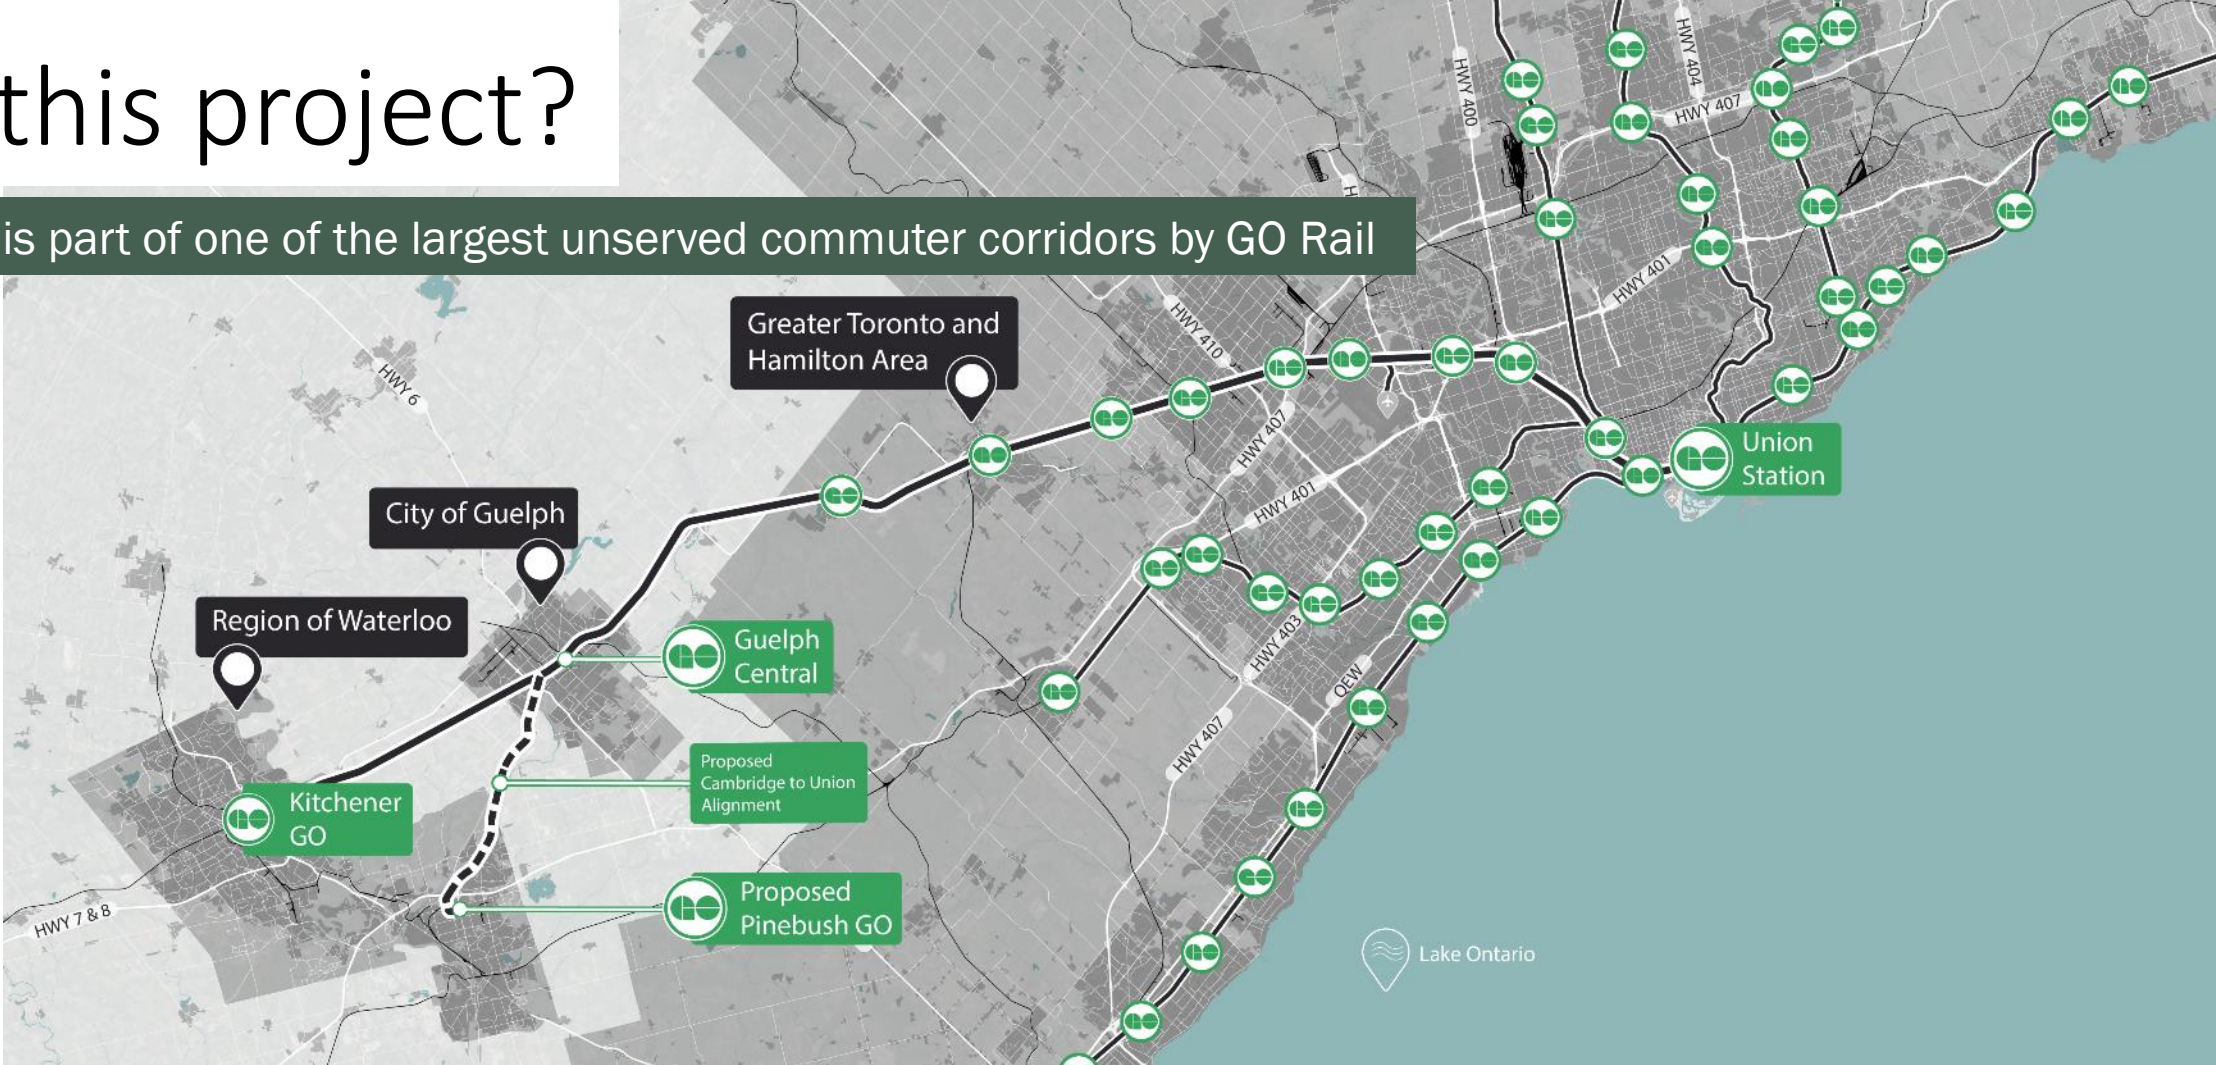 this project?
is part of one of the largest unserved commuter corridors by GO Rail
HWY 400
HWY 404
HWY 407
HWY 401
HWY 410
HWY 6
Greater Toronto and
Hamilton Area
HWY 407
HWY 401
Union
Station
City of Guelph
Region of Waterloo
Guelph
Central
HWY 403
QEW
HWY 407
Proposed
Cambridge to Union
Alignment
Kitchener
GO
Proposed
Pinebush GO
HWY 7 & 8
Lake Ontario